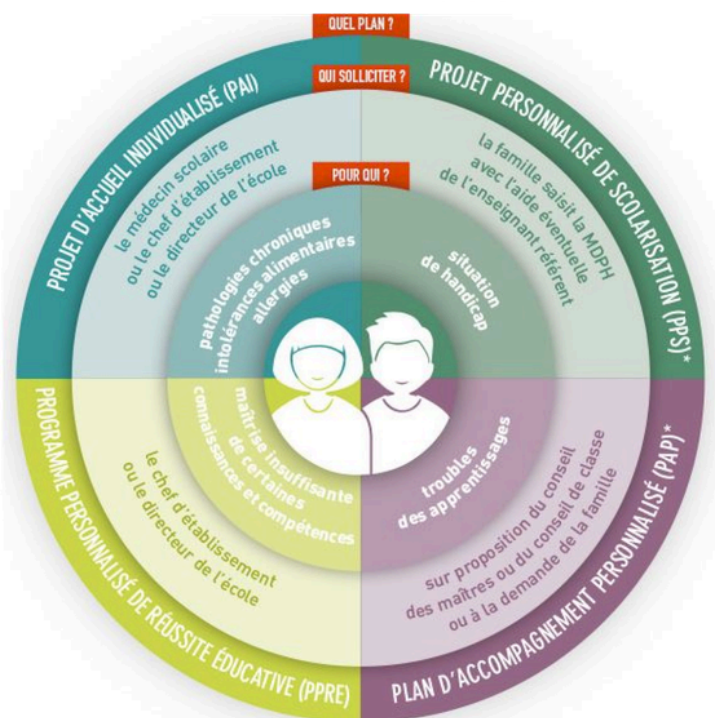 QUEL PLAN ?
QUI SOLLICITER ?
POUR QUI ?
PROJET D'ACCUEIL INDIVIDUALISÉ (PAI)
le médecin scolaire
ou le chef d'établissement
ou le directeur de l'école
pathologies chroniques
intolérances alimentaires
allergies
PROJET PERSONNALISÉ DE SCOLARISATION (PPS)*
la famille saisit la MDPH
avec l'aide éventuelle
de l'enseignant référent
situation
de handicap
PROGRAMME PERSONNALISÉ DE RÉUSSITE ÉDUCATIVE (PPRE)
le chef d'établissement
ou le directeur de l'école
maîtrise insuffisante
de certaines
connaissances et compétences
PLAN D'ACCOMPAGNEMENT PERSONNALISÉ (PAP)*
sur proposition du conseil
des maîtres ou du conseil de classe
ou à la demande de la famille
troubles
des apprentissages